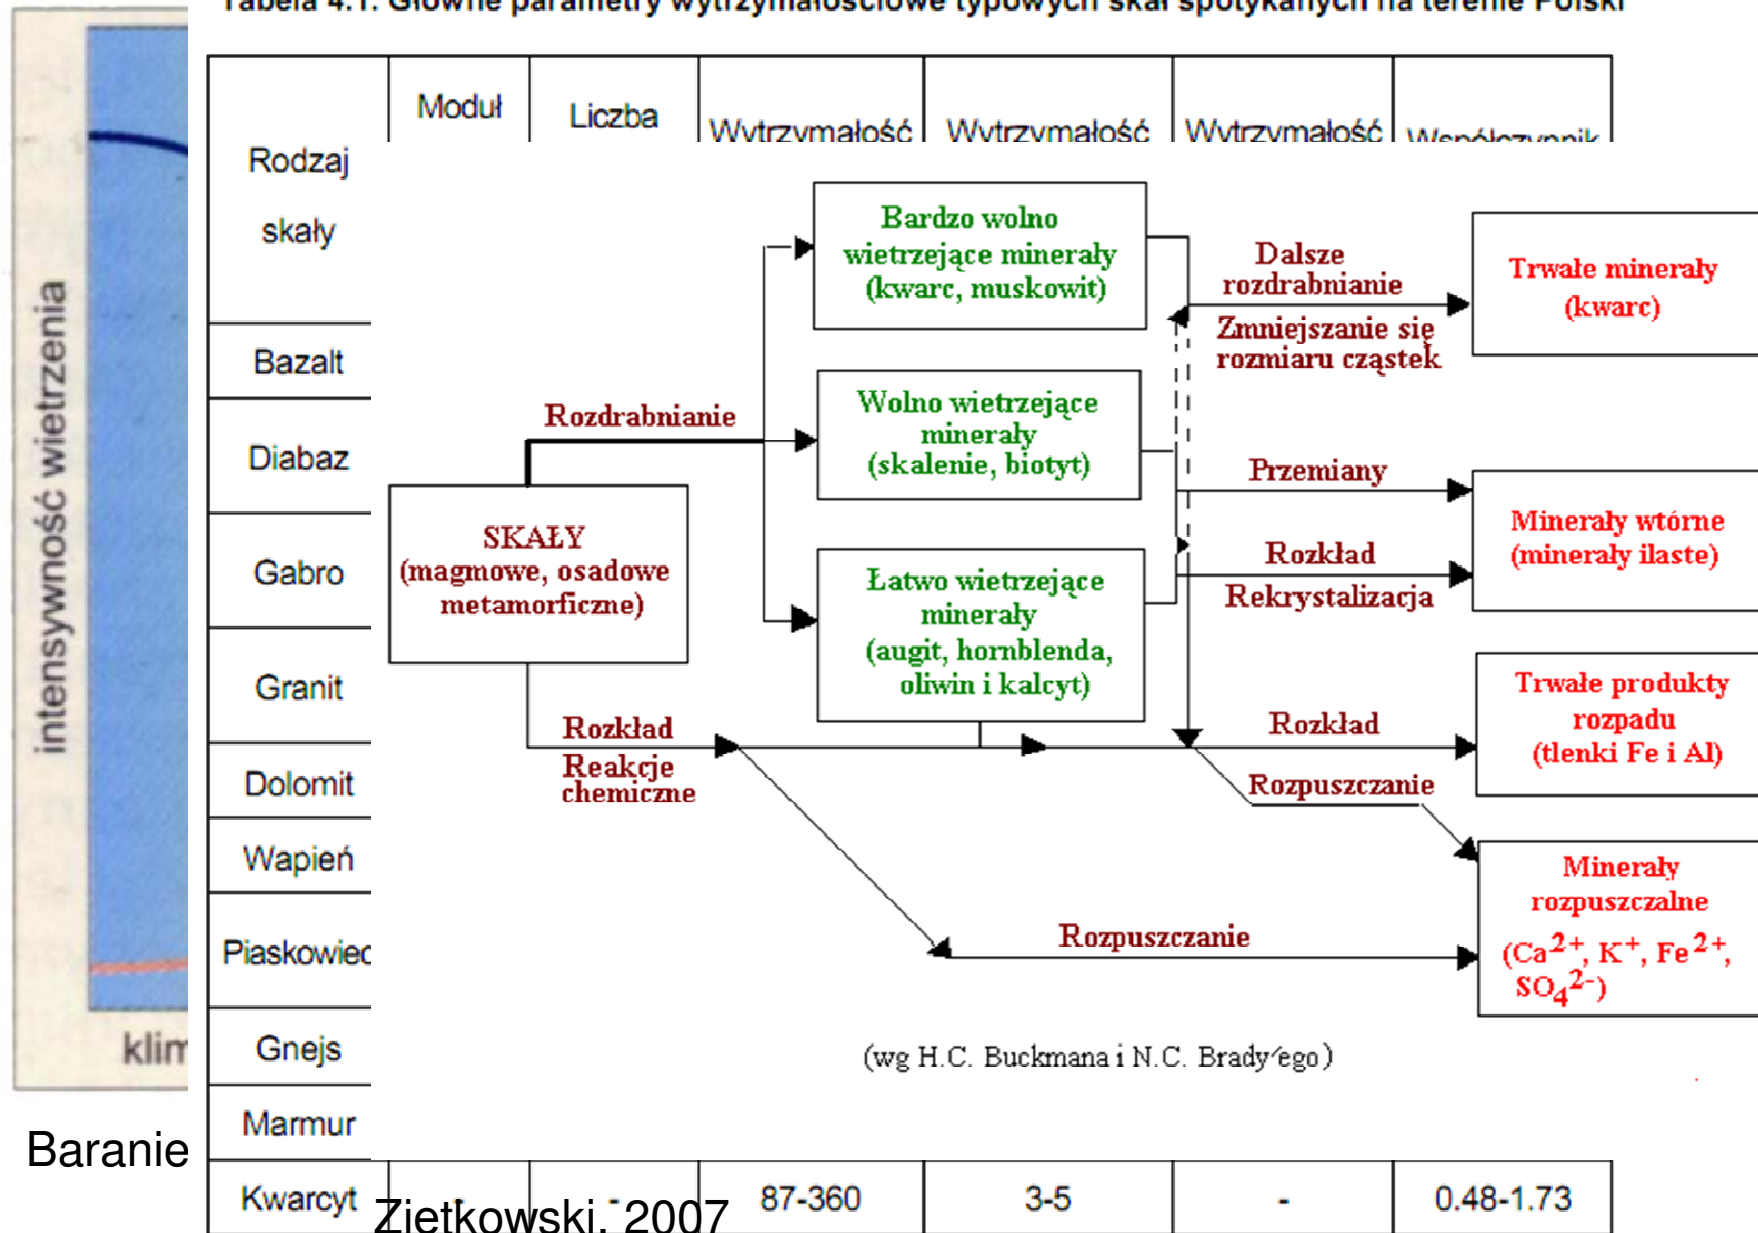 Tabela 4.1. Główne parametry wytrzymałościowe typowych skał spotykanych na terenie Polski
Rodzaj
skały
Moduł
Liczba
Wytrzymałość
Wytrzymałość
Wytrzymałość
Współczynnik
Bazalt
Diabaz
Gabro
Granit
Dolomit
Wapień
Piaskowiec
Gnejs
Marmur
Kwarcyt
-
-
87-360
3-5
-
0.48-1.73
intensywność wietrzenia
klim
Baranie
Ziętkowski, 2007
SKAŁY
(magmowe, osadowe
metamorficzne)
Rozdrabnianie
Rozkład
Reakcje
chemiczne
Bardzo wolno
wietrzejące minerały
(kwarc, muskowit)
Wolno wietrzejące
minerały
(skalenie, biotyt)
Łatwo wietrzejące
minerały
(augit, hornblenda,
oliwin i kalcyt)
Dalsze
rozdrabnianie
Zmniejszanie się
rozmiaru cząstek
Przemiany
Rozkład
Rekrystalizacja
Rozkład
Rozpuszczanie
Rozpuszczanie
Trwałe minerały
(kwarc)
Minerały wtórne
(minerały ilaste)
Trwałe produkty
rozpadu
(tlenki Fe i Al)
Minerały
rozpuszczalne
(Ca²⁺, K⁺, Fe²⁺,
SO₄²⁻)
(wg H.C. Buckmana i N.C. Brady´ego)